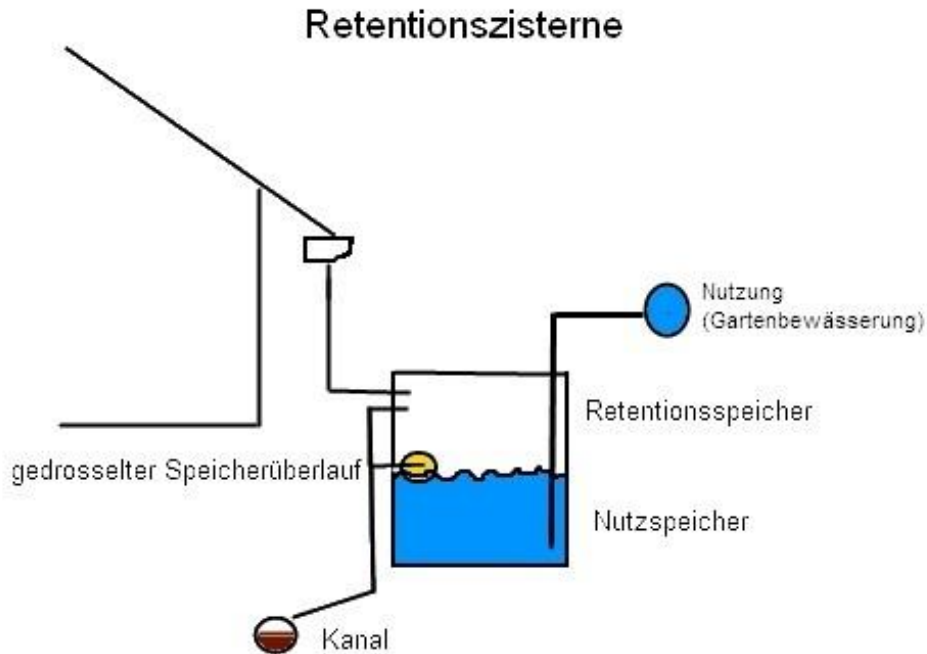 Retentionszisterne
Nutzung
(Gartenbewässerung)
Retentionsspeicher
gedrosselter Speicherüberlauf
Nutzspeicher
Kanal